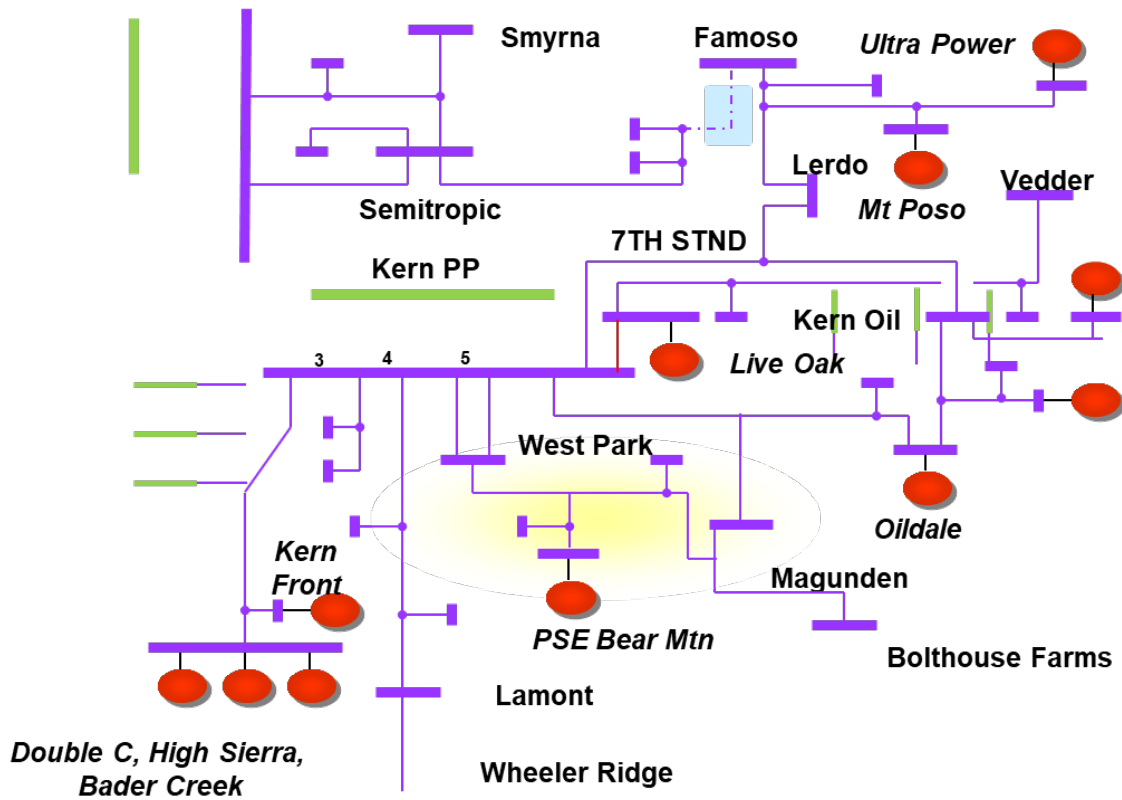 Smyrna
Famoso
Ultra Power
Lerdo
Vedder
Semitropic
Mt Poso
7TH STND
Kern PP
Kern Oil
3 4 5
Live Oak
West Park
Oildale
Kern
Front
Magunden
PSE Bear Mtn
Bolthouse Farms
Lamont
Double C, High Sierra,
Bader Creek
Wheeler Ridge